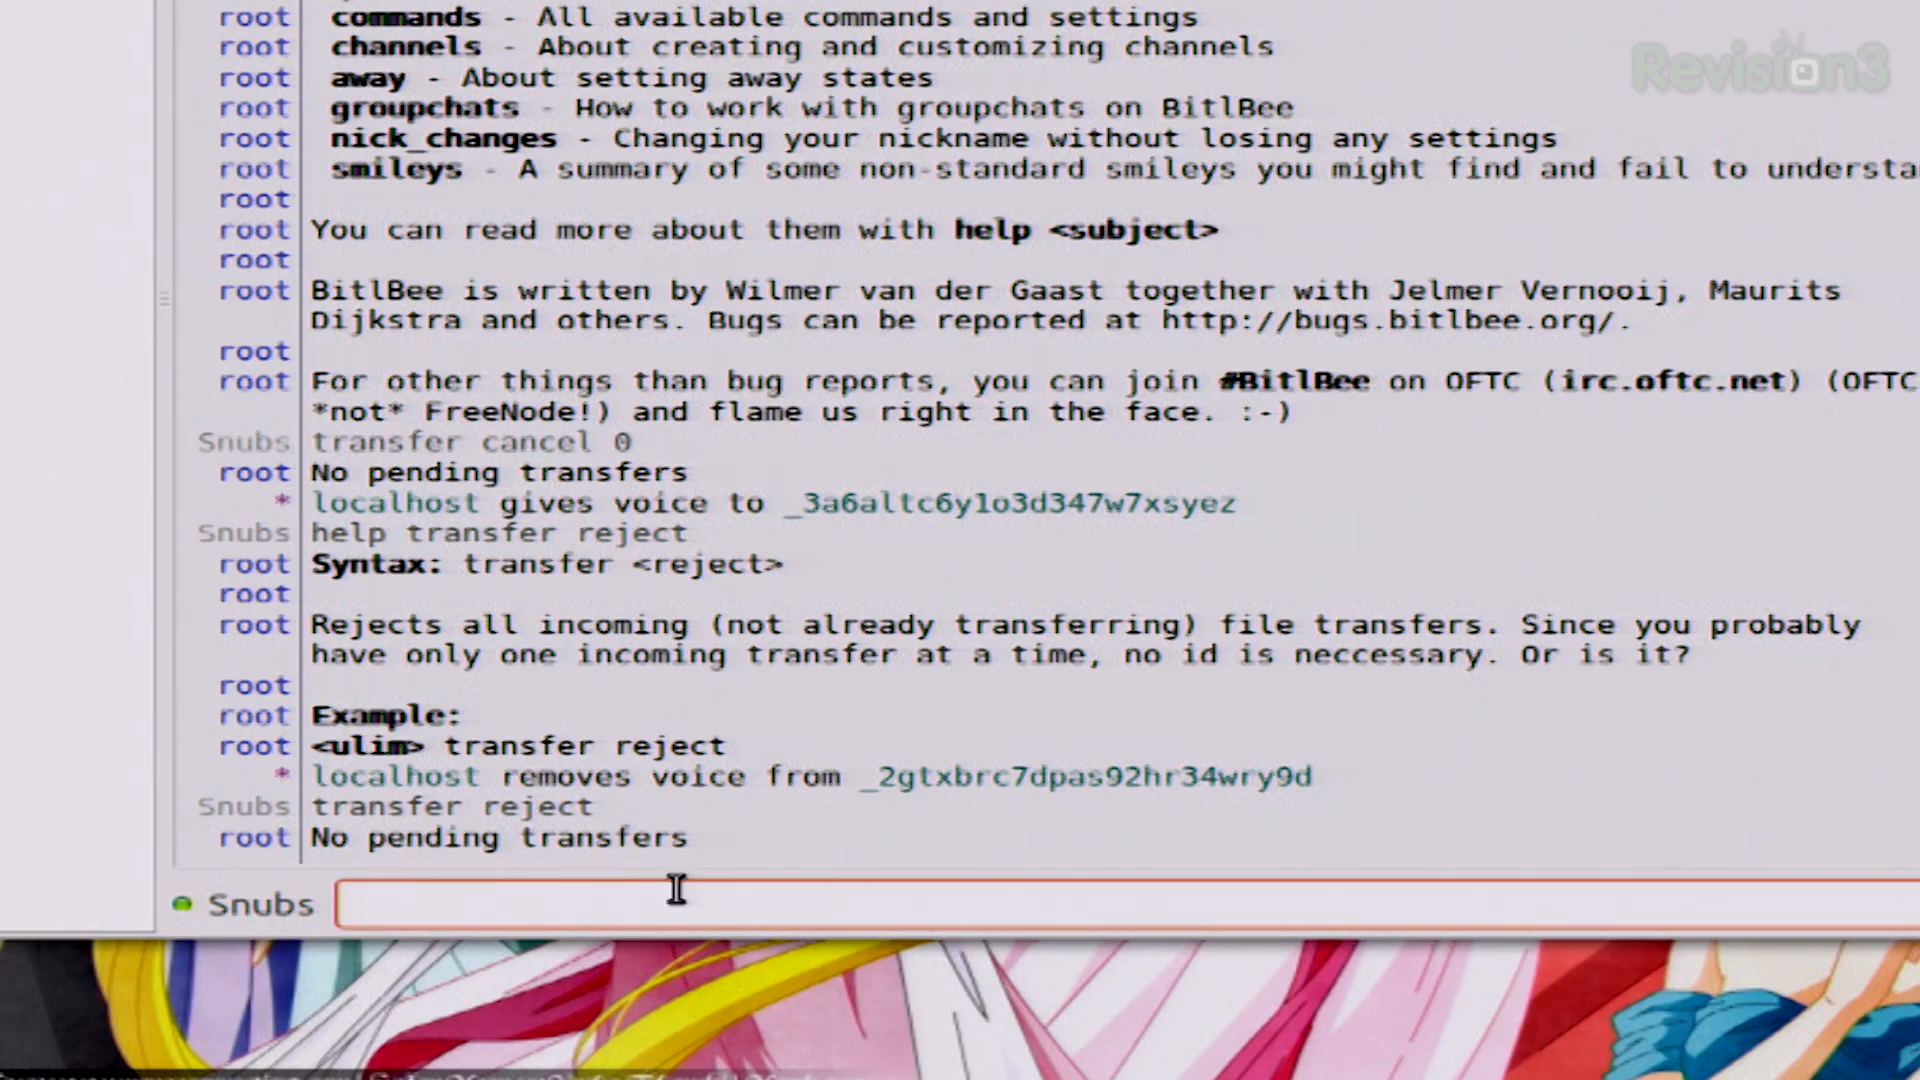 root commands - All available commands and settings
root channels - About creating and customizing channels
root away - About setting away states
root groupchats - How to work with groupchats on BitlBee
root nick_changes - Changing your nickname without losing any settings
root smileys - A summary of some non-standard smileys you might find and fail to understa
root
root You can read more about them with help <subject>
root
root BitlBee is written by Wilmer van der Gaast together with Jelmer Vernooij, Maurits
Dijkstra and others. Bugs can be reported at http://bugs.bitlbee.org/.
root
root For other things than bug reports, you can join #BitlBee on OFTC (irc.oftc.net) (OFTC
*not* FreeNode!) and flame us right in the face. :-)
Snubs transfer cancel 0
root No pending transfers
* localhost gives voice to _3a6altc6y1o3d347w7xsyez
Snubs help transfer reject
root Syntax: transfer <reject>
root
root Rejects all incoming (not already transferring) file transfers. Since you probably
have only one incoming transfer at a time, no id is neccessary. Or is it?
root
root Example:
root <ulim> transfer reject
* localhost removes voice from _2gtxbrc7dpas92hr34wry9d
Snubs transfer reject
root No pending transfers
Snubs
Revision3